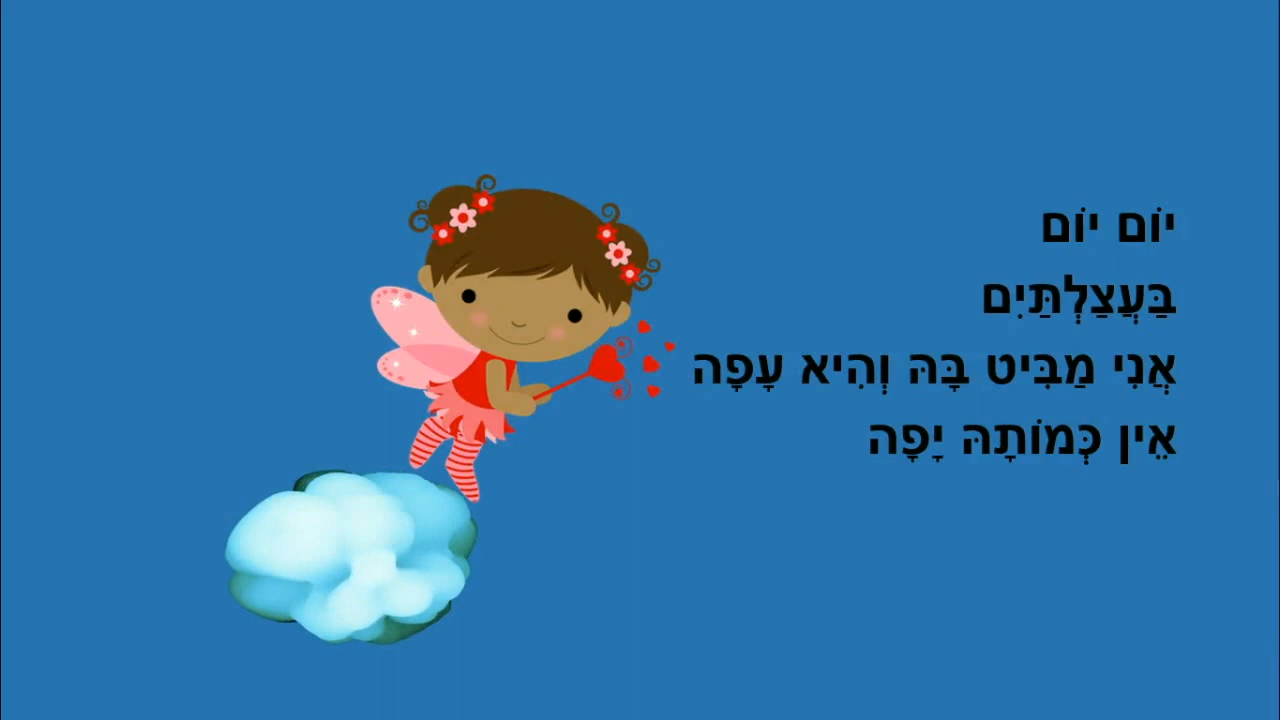 יוֹם יוֹם
בַּעֲצַלְתַּיִם
אֲנִי מַבִּיט בָּהּ וְהִיא עָפָה
אֵין כְּמוֹתָהּ יָפָה